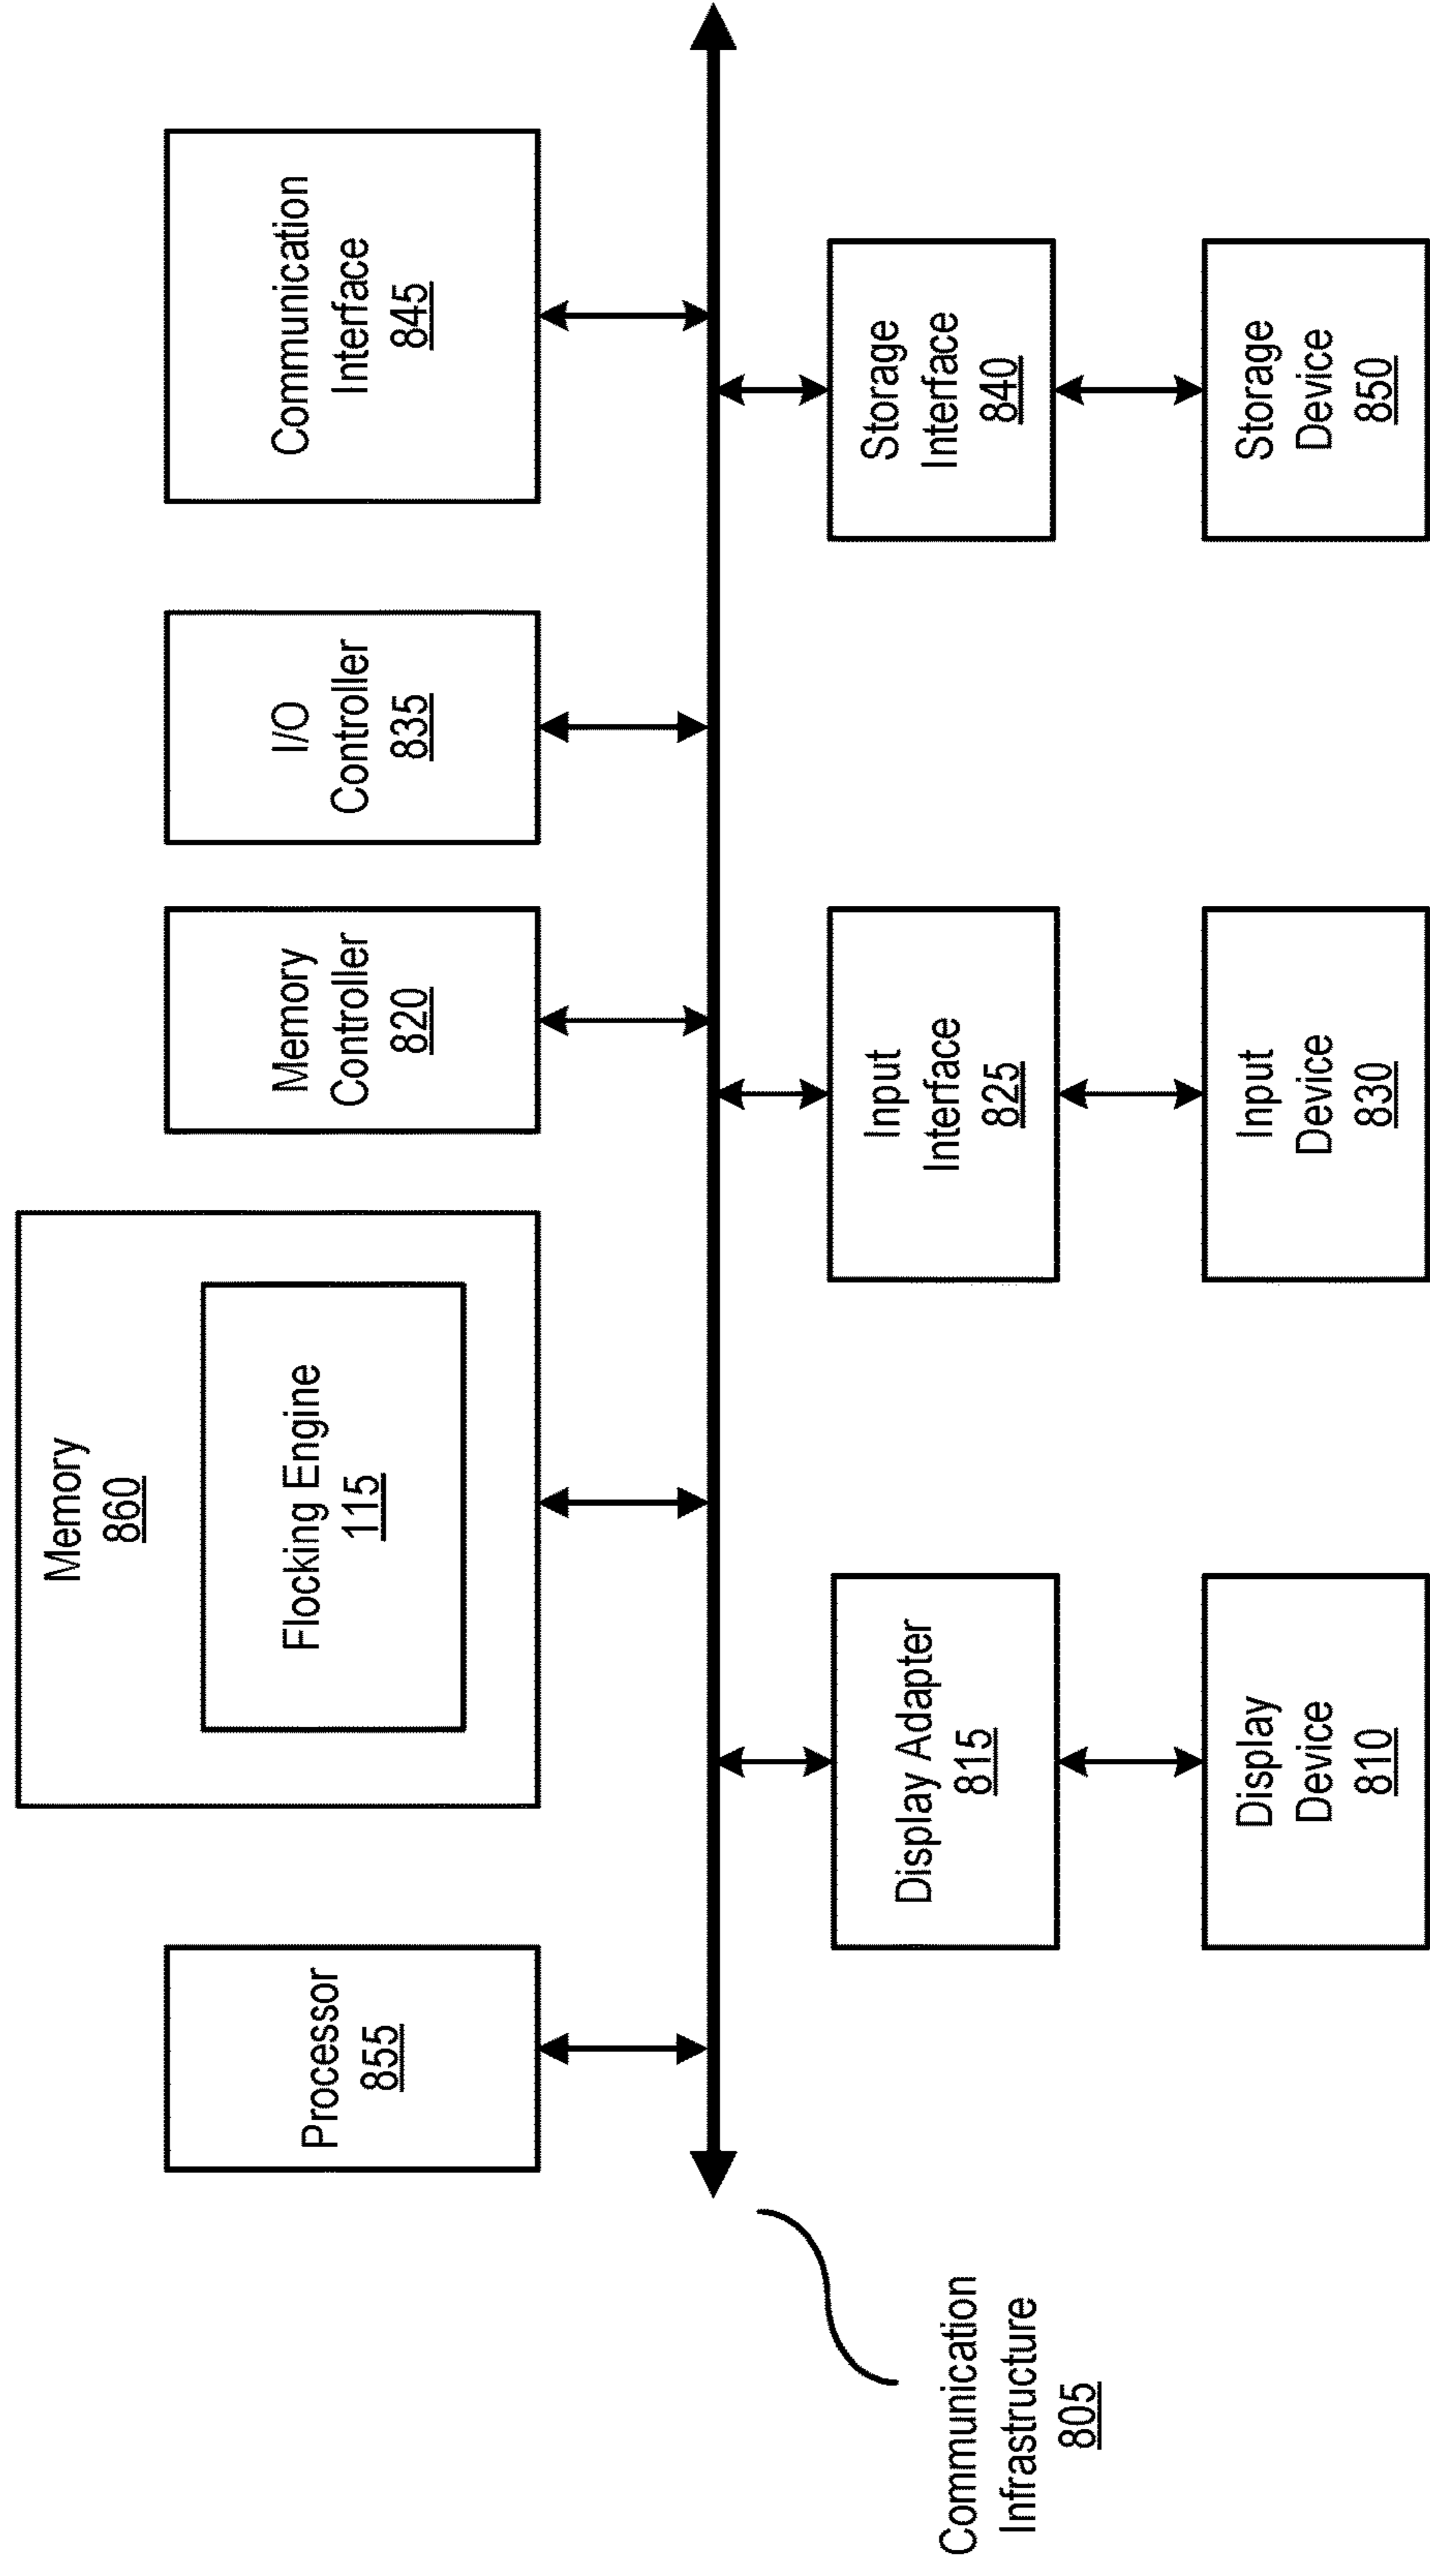 Processor
855
Memory
860
Flocking Engine
115
Memory
Controller
820
I/O
Controller
835
Communication
Interface
845
Communication
Infrastructure
805
Display Adapter
815
Input
Interface
825
Storage
Interface
840
Display
Device
810
Input
Device
830
Storage
Device
850